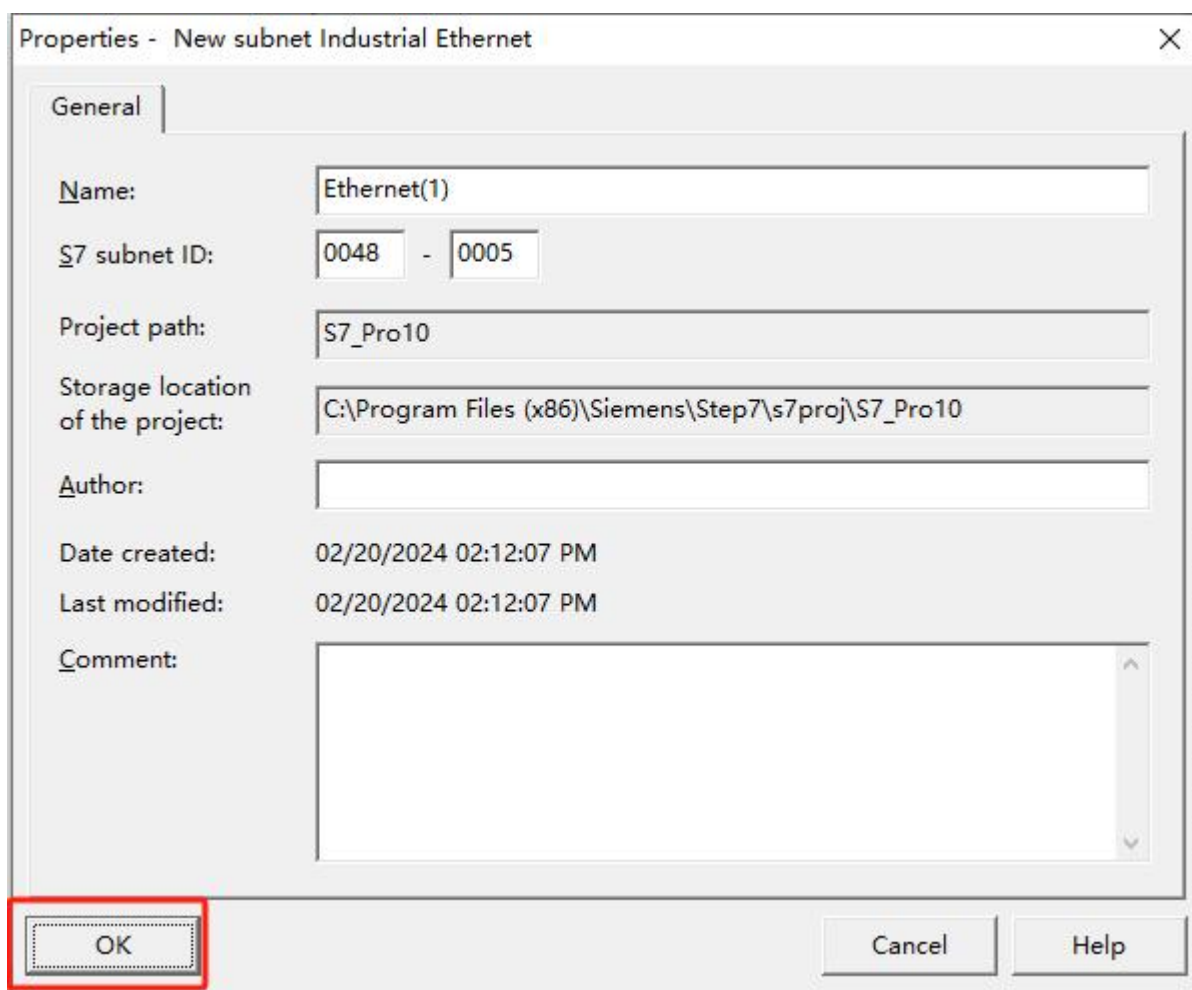 Properties - New subnet Industrial Ethernet
General
Name: Ethernet(1)
S7 subnet ID: 0048 - 0005
Project path: S7_Pro10
Storage location
of the project: C:\Program Files (x86)\Siemens\Step7\s7proj\S7_Pro10
Author:
Date created: 02/20/2024 02:12:07 PM
Last modified: 02/20/2024 02:12:07 PM
Comment:
OK Cancel Help